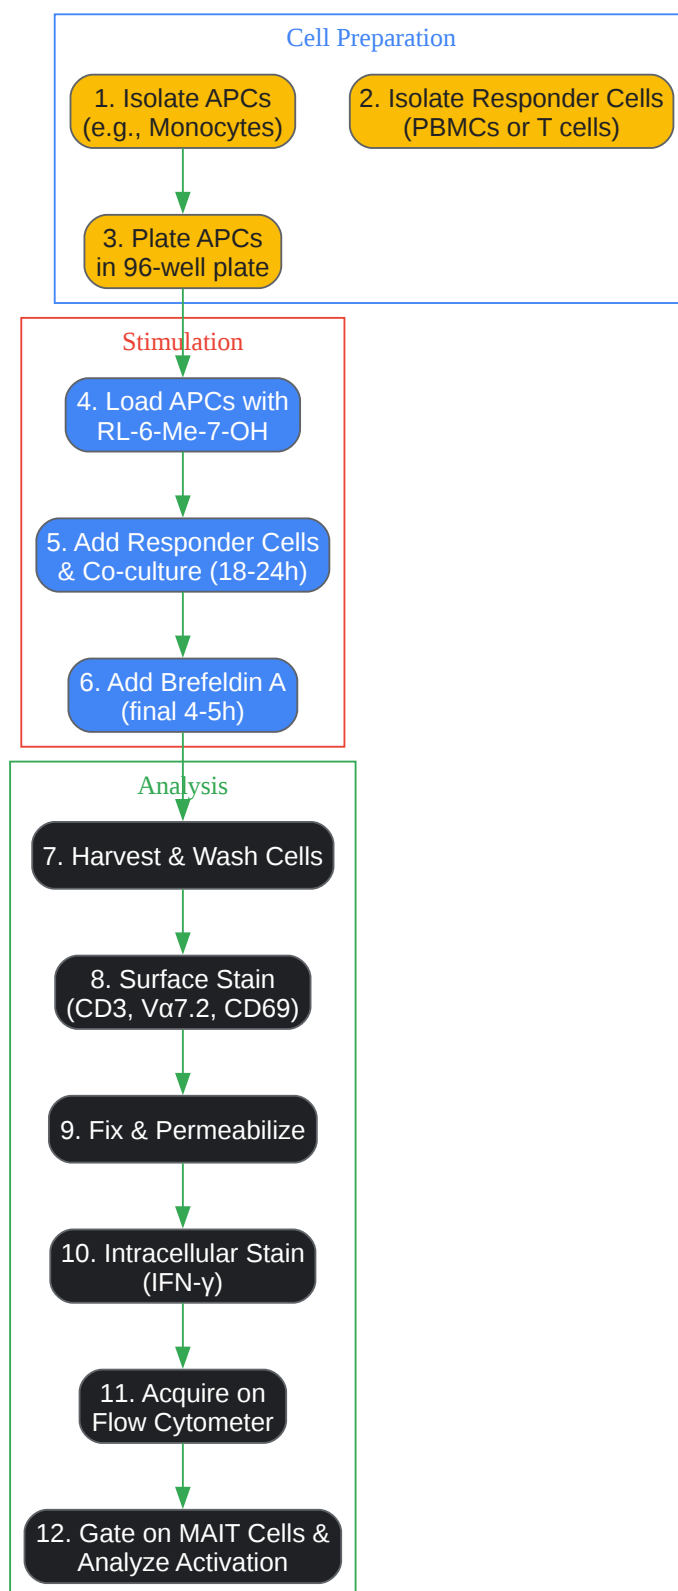 Cell Preparation
1. Isolate APCs
(e.g., Monocytes)
2. Isolate Responder Cells
(PBMCs or T cells)
3. Plate APCs
in 96-well plate
Stimulation
4. Load APCs with
RL-6-Me-7-OH
5. Add Responder Cells
& Co-culture (18-24h)
6. Add Brefeldin A
(final 4-5h)
Analysis
7. Harvest & Wash Cells
8. Surface Stain
(CD3, Vα7.2, CD69)
9. Fix & Permeabilize
10. Intracellular Stain
(IFN-γ)
11. Acquire on
Flow Cytometer
12. Gate on MAIT Cells &
Analyze Activation